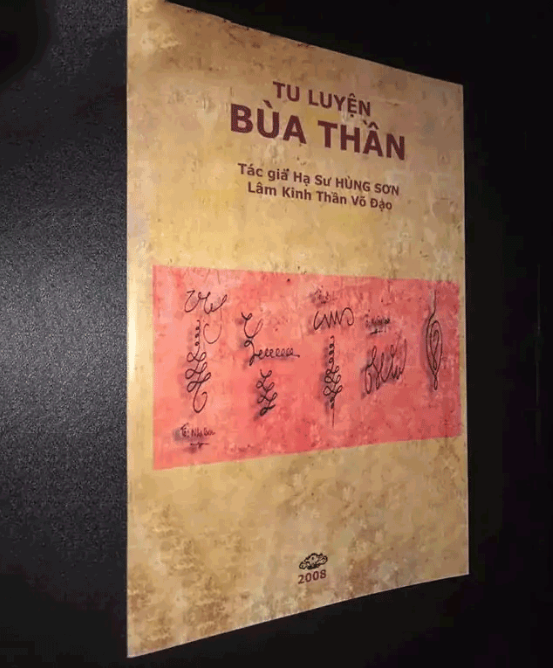 TU LUYỆN
BÙA THẦN
Tác giả Hạ Sư HÙNG SƠN
Lâm Kinh Thần Võ Đạo
2008